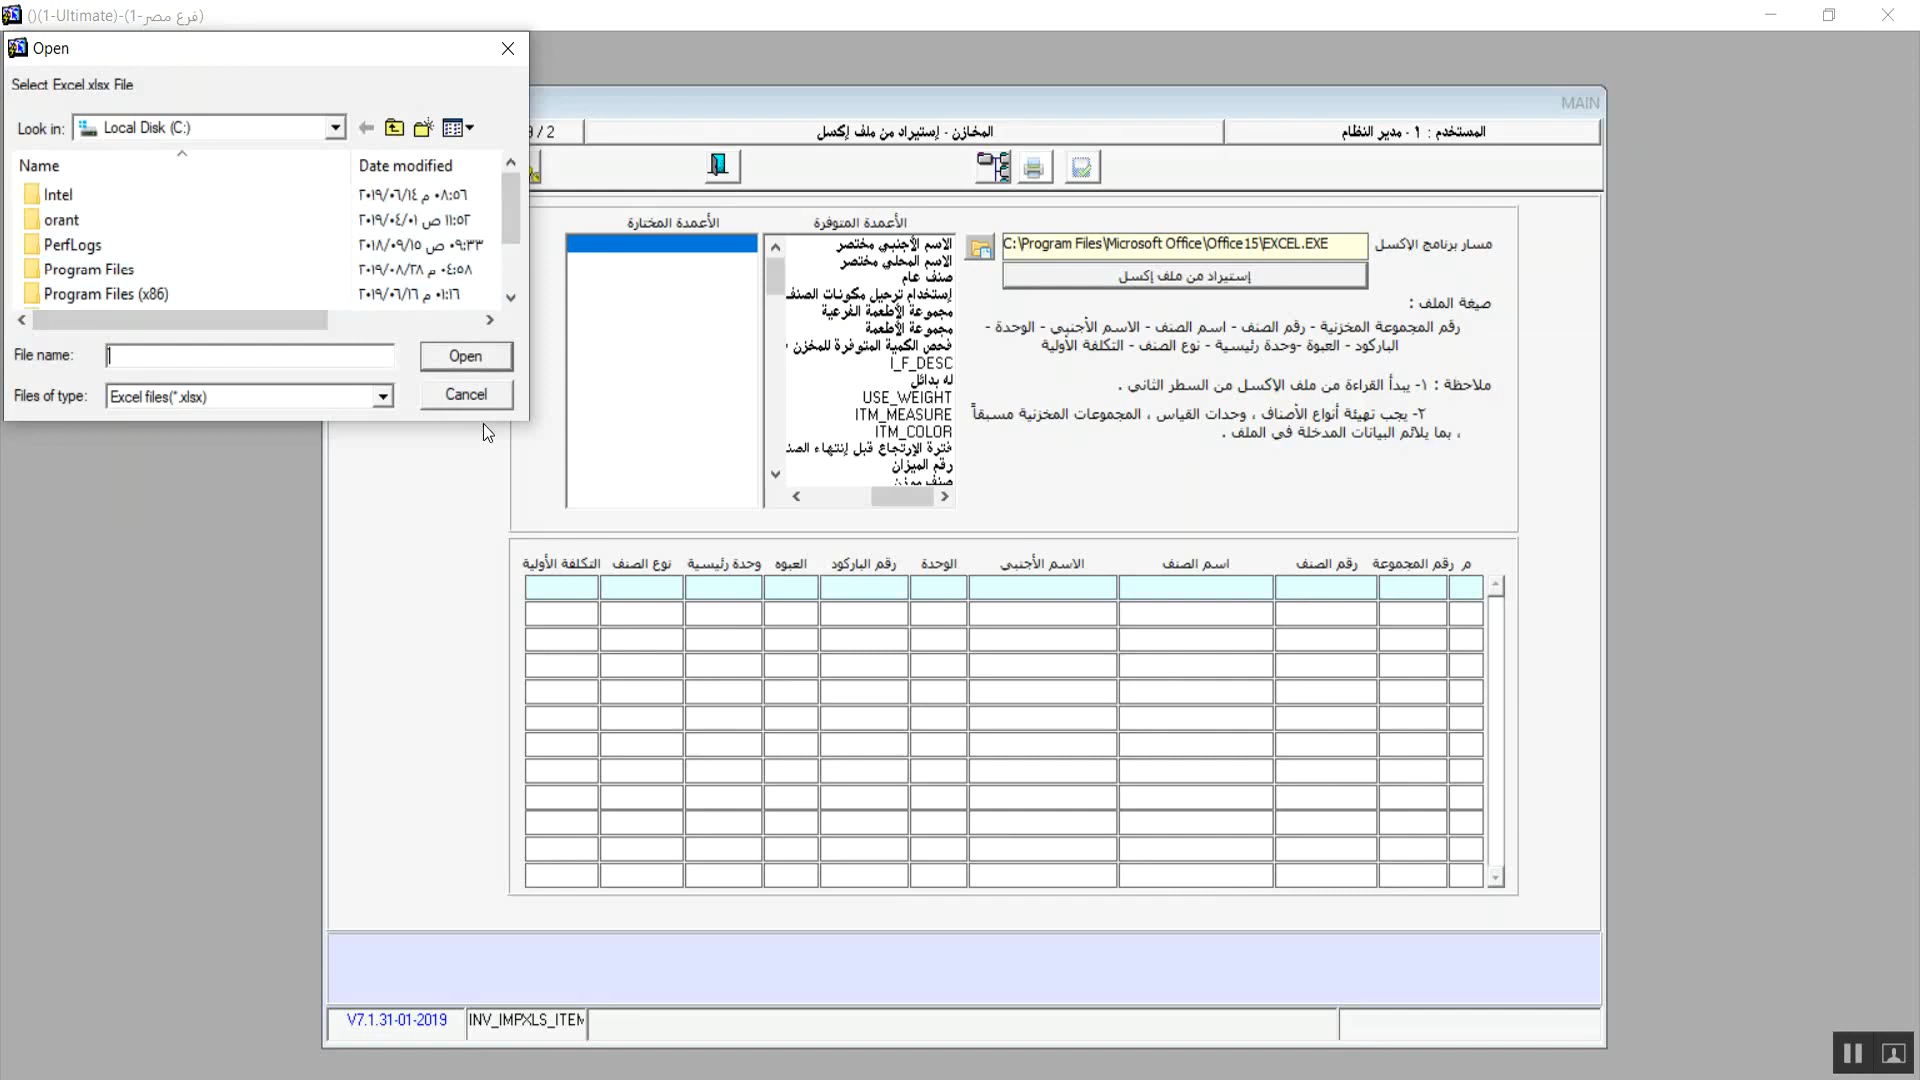 ()(1-Ultimate)-(1-فرع مصر)
Open
Select Excel.xlsx File
Look in: Local Disk (C:)
Name Date modified
Intel ٢٠١٩/٠٦/١٤ م ٠٨:٥٦
orant ٢٠١٩/٠٤/٠١ ص ١١:٥٢
PerfLogs ٢٠١٨/٠٩/١٥ ص ٠٩:٣٣
Program Files ٢٠١٩/٠٨/٢٨ م ٠٤:٥٨
Program Files (x86) ٢٠١٩/٠٦/١٦ م ٠١:١٦
File name: Open
Files of type: Excel files(*.xlsx) Cancel
MAIN
المستخدم : ١ - مدير النظام
المخازن - إستيراد من ملف إكسل
9 / 2
مسار برنامج الإكسل C:\Program Files\Microsoft Office\Office15\EXCEL.EXE
إستيراد من ملف إكسل
صيغة الملف :
رقم المجموعة المخزنية - رقم الصنف - اسم الصنف - الاسم الأجنبي - الوحدة -
الباركود - العبوة -وحدة رئيسية - نوع الصنف - التكلفة الأولية
ملاحظة : ١- يبدأ القراءة من ملف الإكسل من السطر الثاني .
٢- يجب تهيئة أنواع الأصناف ، وحدات القياس ، المجموعات المخزنية مسبقاً
، بما يلائم البيانات المدخلة في الملف .
الأعمدة المتوفرة
الاسم الأجنبي مختصر
الاسم المحلي مختصر
صنف عام
إستخدام ترحيل مكونات الصنف
مجموعة الأطعمة الفرعية
مجموعة الأطعمة
فحص الكمية المتوفرة للمخزن
I_F_DESC
له بدائل
USE_WEIGHT
ITM_MEASURE
ITM_COLOR
فترة الإرتجاع قبل إنتهاء الصن
رقم الميزان
صنف موزن
الأعمدة المختارة
م رقم المجموعة رقم الصنف اسم الصنف الاسم الأجنبي الوحدة رقم الباركود العبوه وحدة رئيسية نوع الصنف التكلفة الأولية
V7.1.31-01-2019 INV_IMPXLS_ITEM